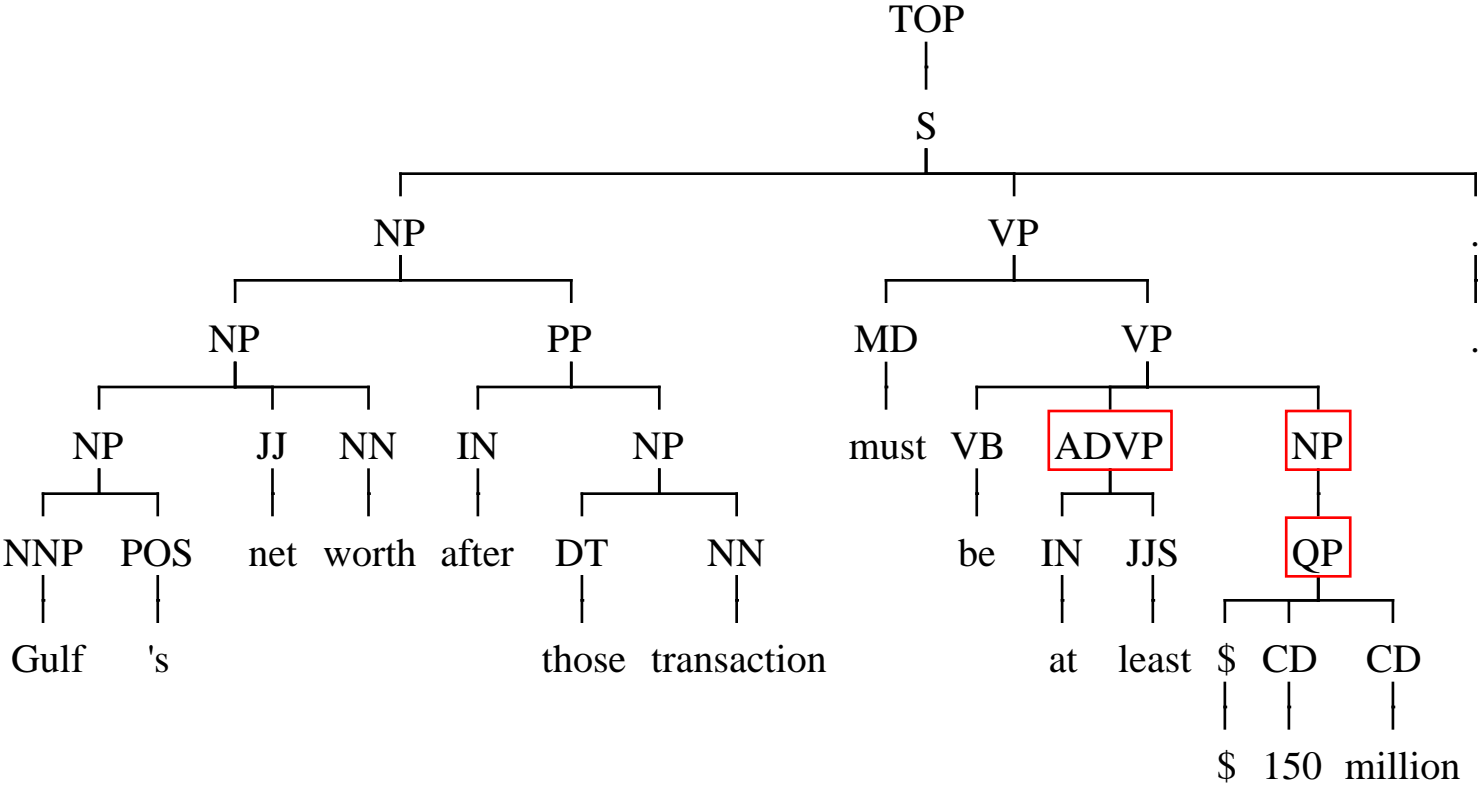 TOP
S
NP VP .
NP PP MD VP .
NP JJ NN IN NP must VB ADVP NP
NNP POS net worth after DT NN be IN JJS QP
Gulf 's those transaction at least $ CD CD
$ 150 million